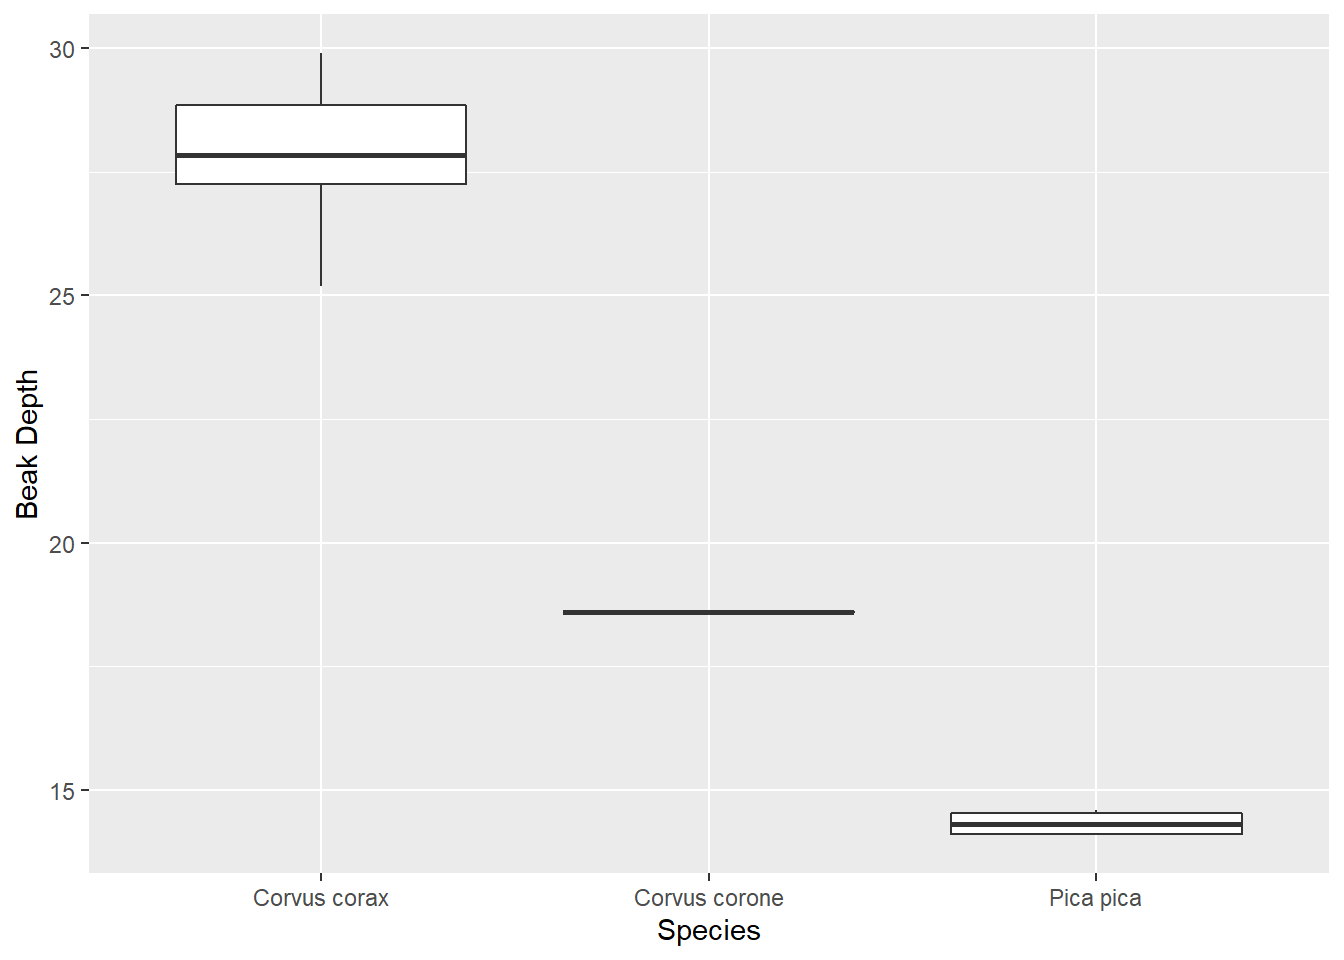 30
25
20
15
Beak Depth
Corvus corax
Corvus corone
Pica pica
Species